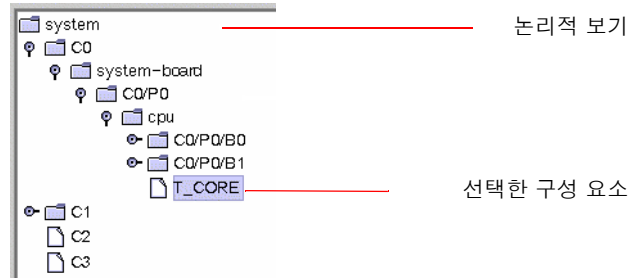 system
논리적 보기
C0
system-board
C0/P0
cpu
C0/P0/B0
C0/P0/B1
T_CORE
선택한 구성 요소
C1
C2
C3